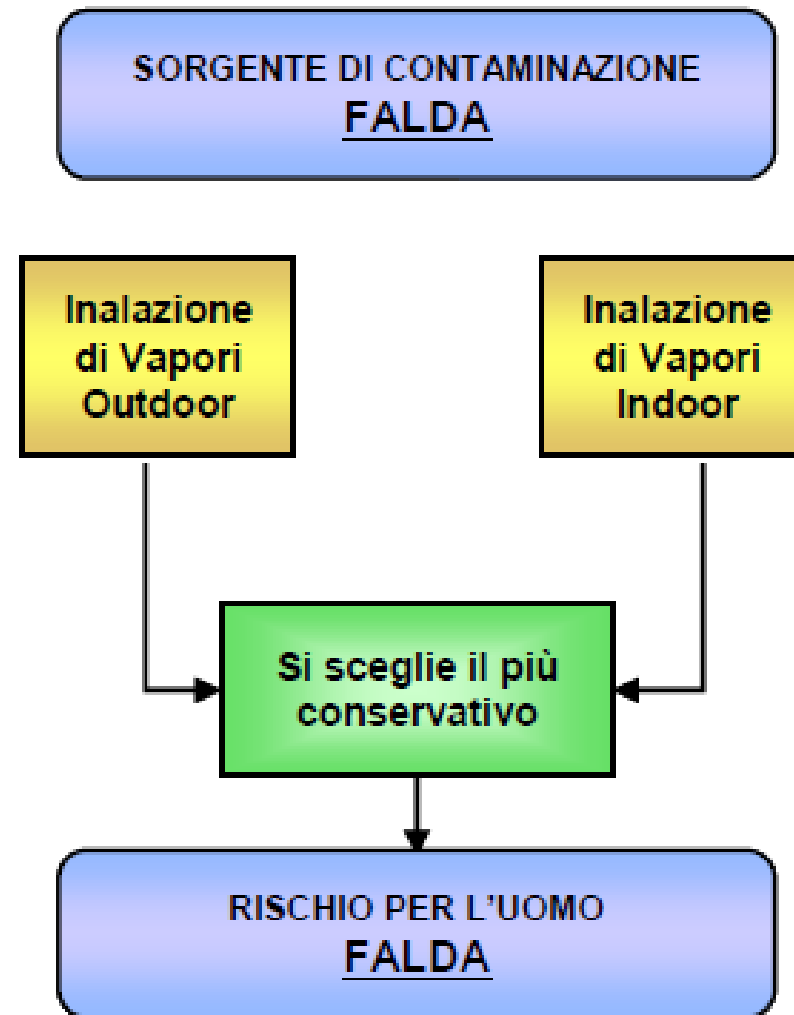 SORGENTE DI CONTAMINAZIONE
FALDA
Inalazione
di Vapori
Outdoor
Inalazione
di Vapori
Indoor
Si sceglie il più
conservativo
RISCHIO PER L'UOMO
FALDA